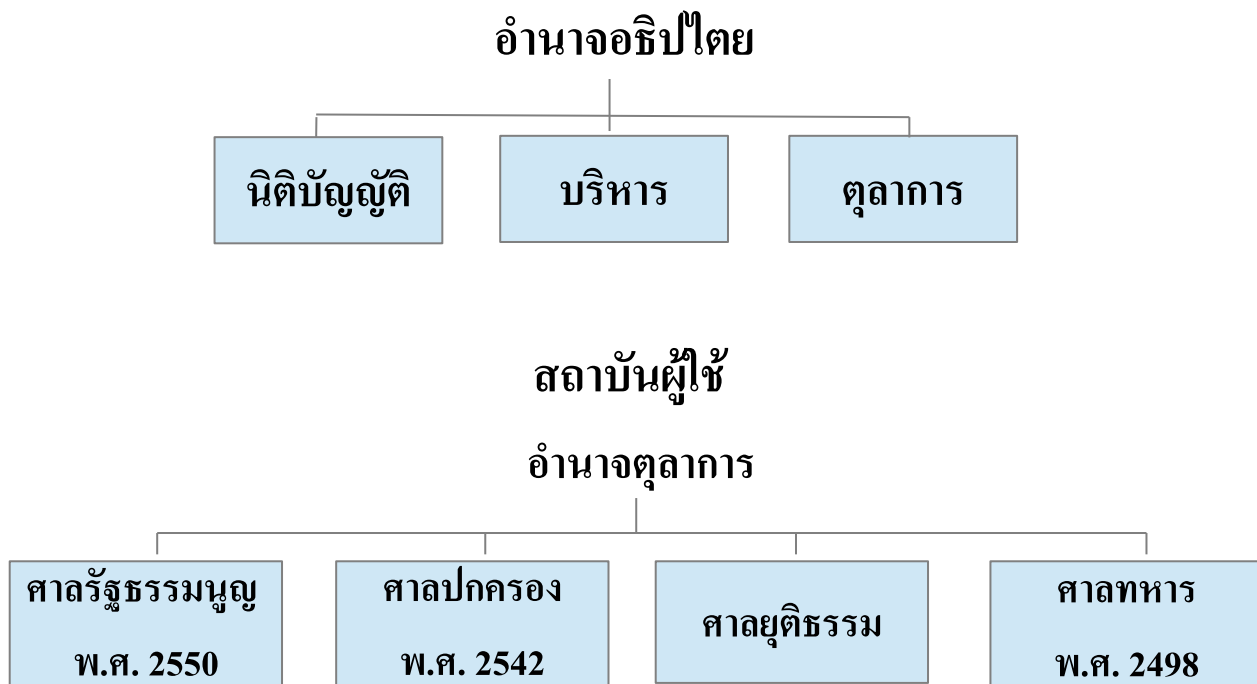 อำนาจอธิปไตย
นิติบัญญัติ
บริหาร
ตุลาการ
สถาบันผู้ใช้
อำนาจตุลาการ
ศาลรัฐธรรมนูญ
พ.ศ. 2550
ศาลปกครอง
พ.ศ. 2542
ศาลยุติธรรม
ศาลทหาร
พ.ศ. 2498